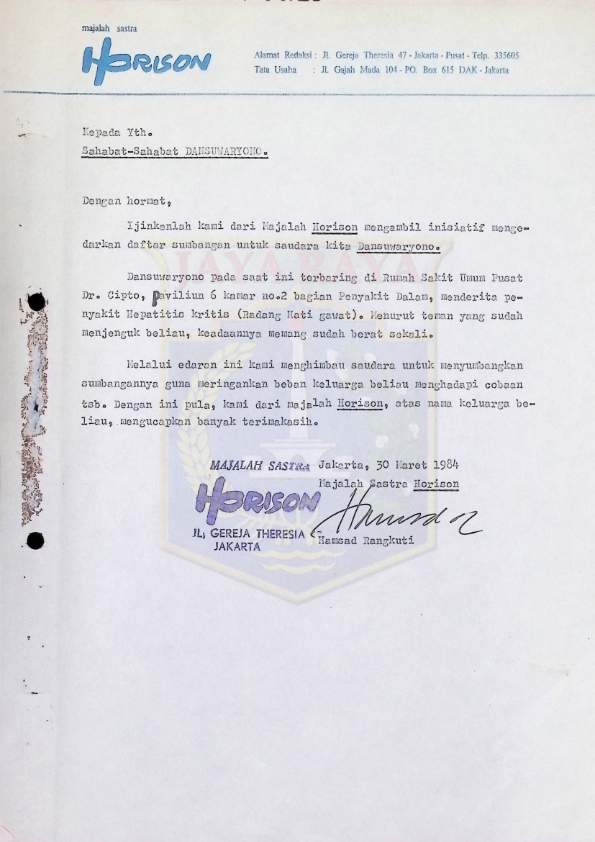 majalah sastra
HORISON
Alamat Redaksi : Jl. Gereja Theresia 47 - Jakarta - Pusat - Telp. 335605
Tata Usaha : Jl. Gajah Mada 104 - PO. Box 615 DAK - Jakarta
Kepada Yth.
Sahabat-Sahabat DANSUWARYONO.
Dengan hormat,
Ijinkanlah kami dari Majalah Horison mengambil inisiatif menge-
darkan daftar sumbangan untuk saudara kita Dansuwaryono.
Dansuwaryono pada saat ini terbaring di Rumah Sakit Umum Pusat
Dr. Cipto, paviliun 6 kamar no.2 bagian Penyakit Dalam, menderita pe-
nyakit Hepatitis kritis (Radang Hati gawat). Menurut teman yang sudah
menjenguk beliau, keadaannya memang sudah berat sekali.
Melalui edaran ini kami menghimbau saudara untuk menyumbangkan
sumbangannya guna meringankan beban keluarga beliau menghadapi cobaan
tsb. Dengan ini pula, kami dari majalah Horison, atas nama keluarga be-
liau, mengucapkan banyak terimakasih.
JAYA RAYA
Jakarta, 30 Maret 1984
Majalah Sastra Horison
Hamsad Rangkuti
MAJALAH SASTRA
HORISON
JL, GEREJA THERESIA
JAKARTA